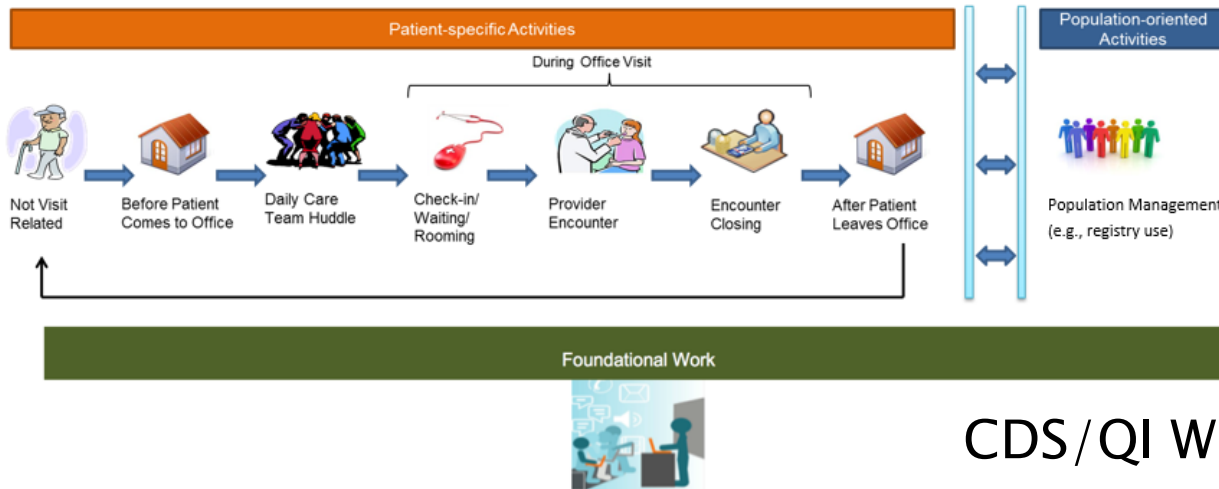 Patient-specific Activities
Population-oriented
Activities
During Office Visit
Not Visit
Related
Before Patient
Comes to Office
Daily Care
Team Huddle
Check-in/
Waiting/
Rooming
Provider
Encounter
Encounter
Closing
After Patient
Leaves Office
Population Management
(e.g., registry use)
Foundational Work
CDS/QI W